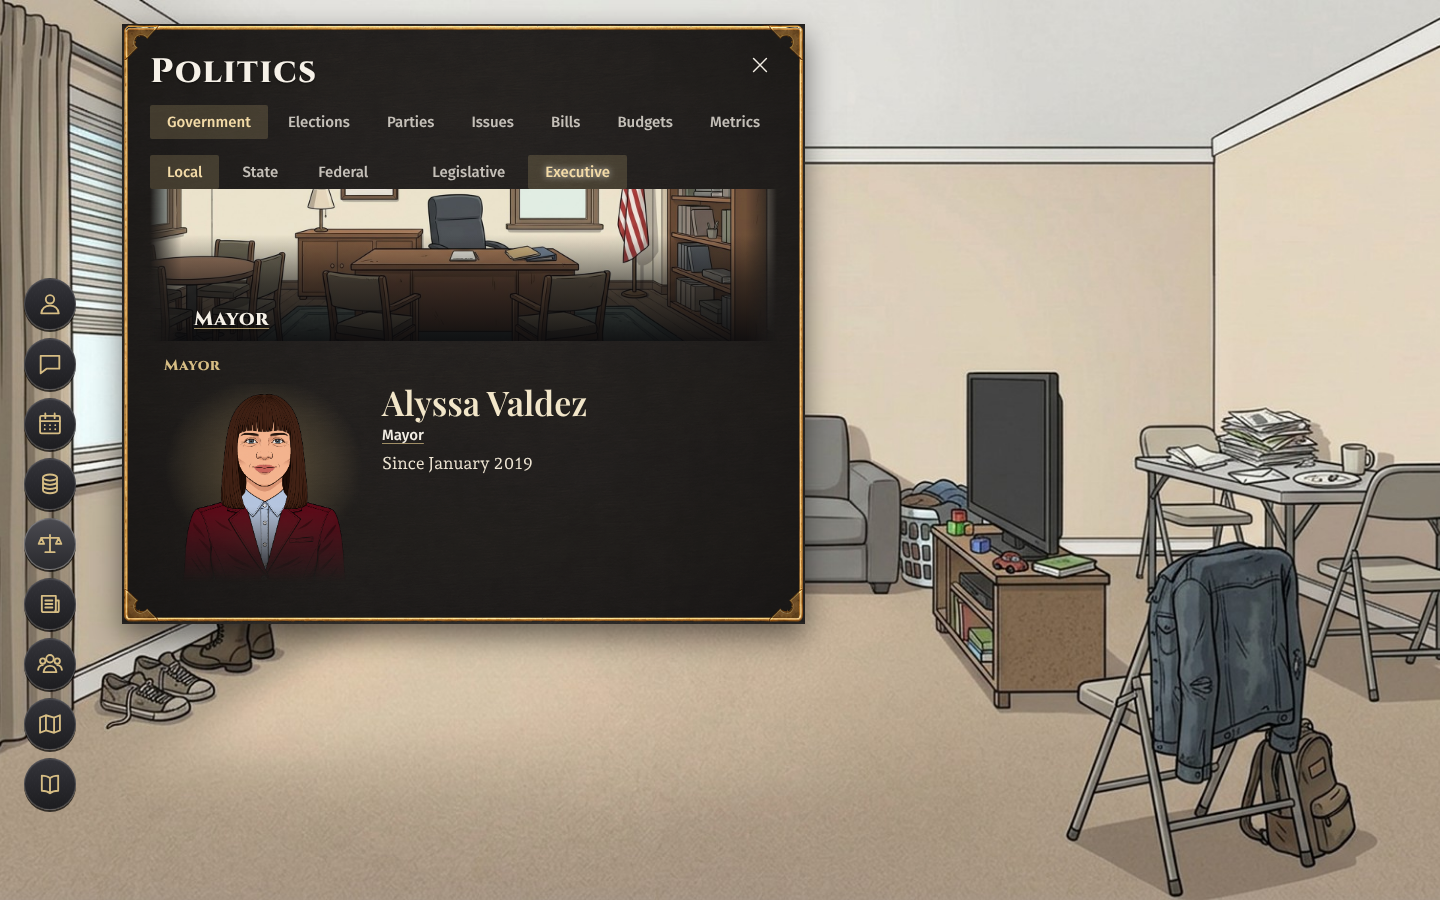 Politics
Government Elections Parties Issues Bills Budgets Metrics
Local State Federal Legislative Executive
Mayor
Mayor
Alyssa Valdez
Mayor
Since January 2019